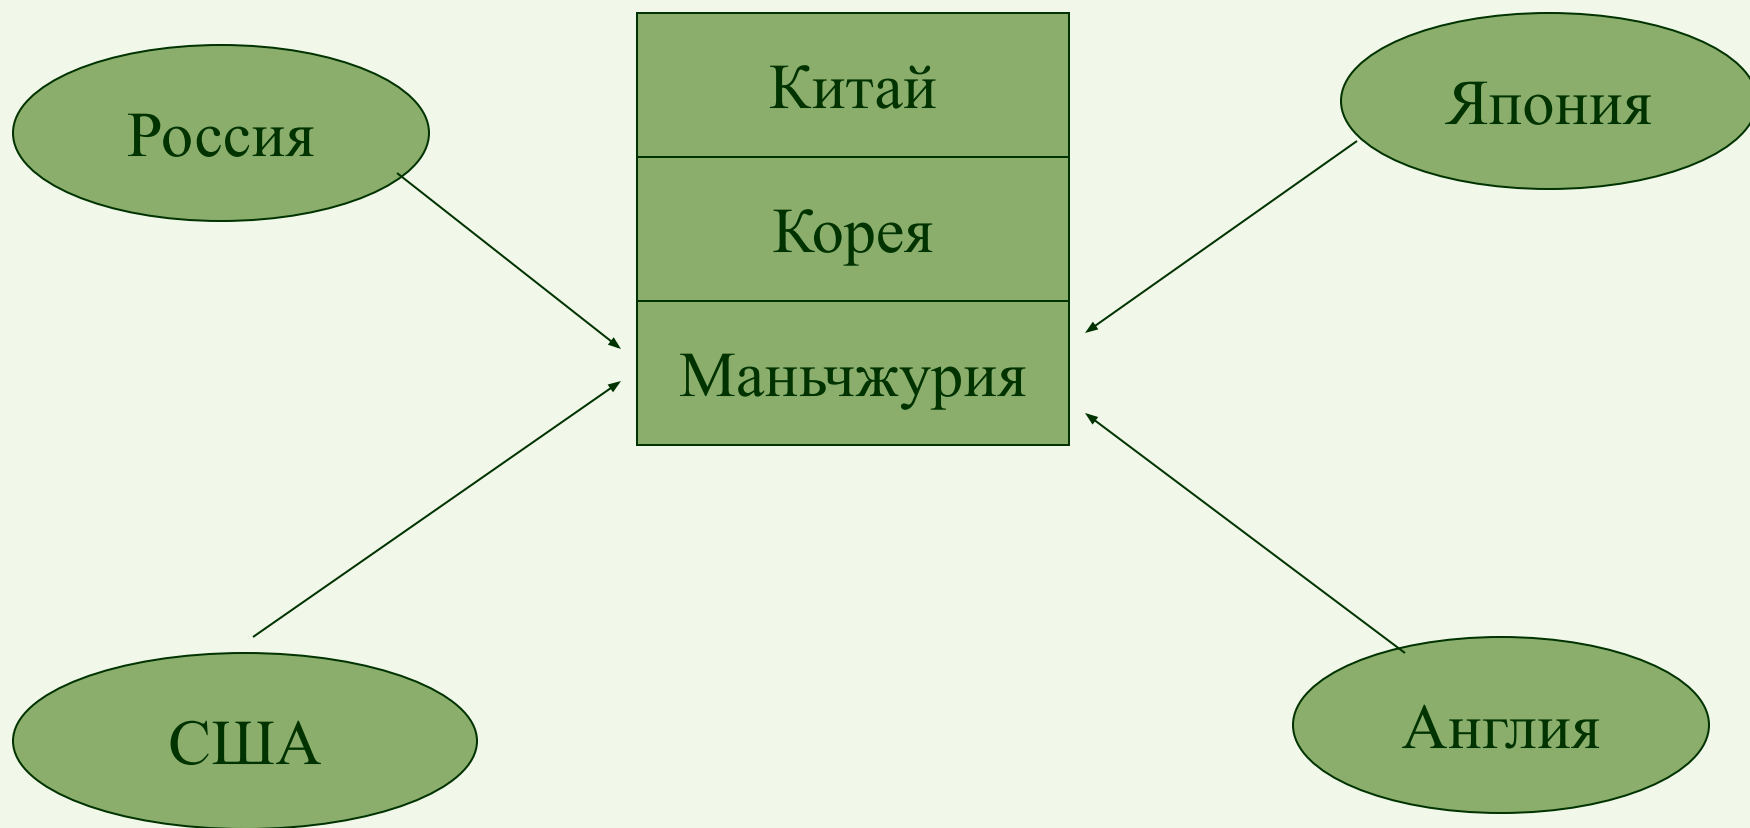 Россия
Китай
Корея
Маньчжурия
Япония
США
Англия